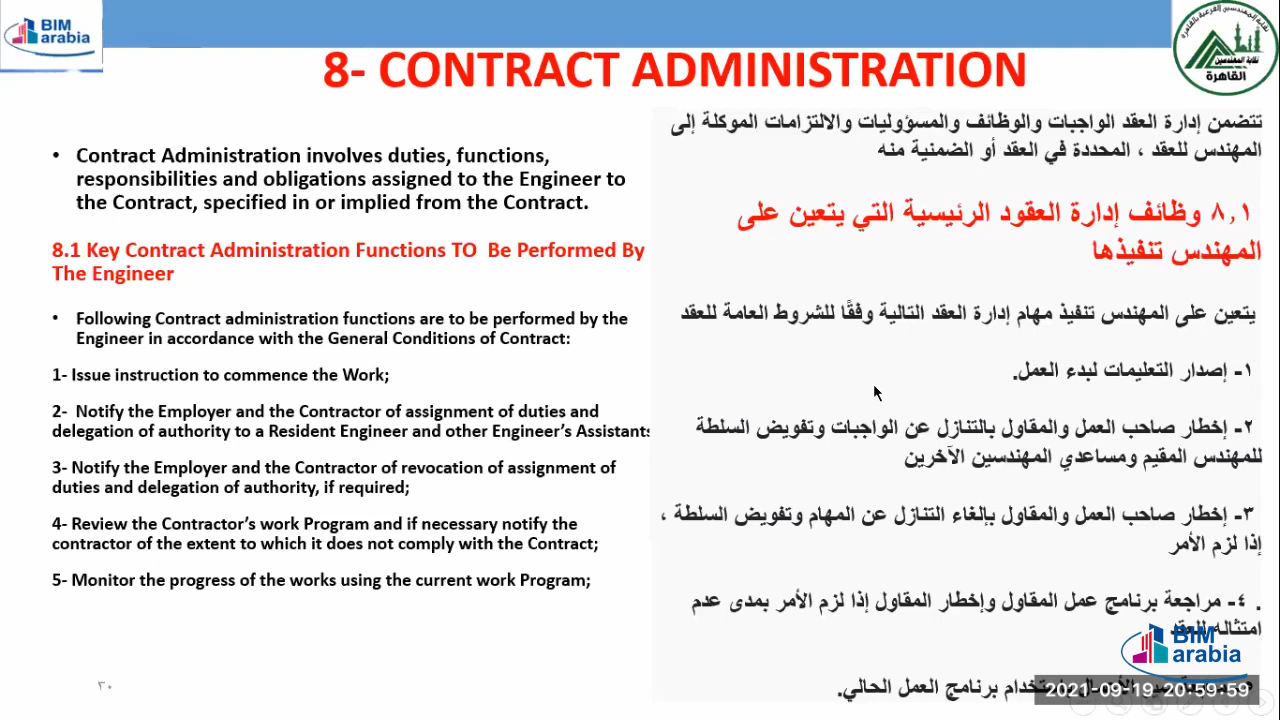 BIM
arabia
8- CONTRACT ADMINISTRATION
نقابة المهندسين
القاهرة
• Contract Administration involves duties, functions,
responsibilities and obligations assigned to the Engineer to
the Contract, specified in or implied from the Contract.
8.1 Key Contract Administration Functions TO Be Performed By
The Engineer
• Following Contract administration functions are to be performed by the
Engineer in accordance with the General Conditions of Contract:
1- Issue instruction to commence the Work;
2- Notify the Employer and the Contractor of assignment of duties and
delegation of authority to a Resident Engineer and other Engineer’s Assistants
3- Notify the Employer and the Contractor of revocation of assignment of
duties and delegation of authority, if required;
4- Review the Contractor’s work Program and if necessary notify the
contractor of the extent to which it does not comply with the Contract;
5- Monitor the progress of the works using the current work Program;
٣٠
تتضمن إدارة العقد الواجبات والوظائف والمسؤوليات والالتزامات الموكلة إلى
المهندس للعقد ، المحددة في العقد أو الضمنية منه
٨,١ وظائف إدارة العقود الرئيسية التي يتعين على
المهندس تنفيذها
يتعين على المهندس تنفيذ مهام إدارة العقد التالية وفقًا للشروط العامة للعقد
١- إصدار التعليمات لبدء العمل.
٢- إخطار صاحب العمل والمقاول بالتنازل عن الواجبات وتفويض السلطة
للمهندس المقيم ومساعدي المهندسين الآخرين
٣- إخطار صاحب العمل والمقاول بإلغاء التنازل عن المهام وتفويض السلطة ،
إذا لزم الأمر
. ٤- مراجعة برنامج عمل المقاول وإخطار المقاول إذا لزم الأمر بمدى عدم
امتثاله للعقد
باستخدام برنامج العمل الحالي.
BIM
arabia
2021-09-19 20:59:59